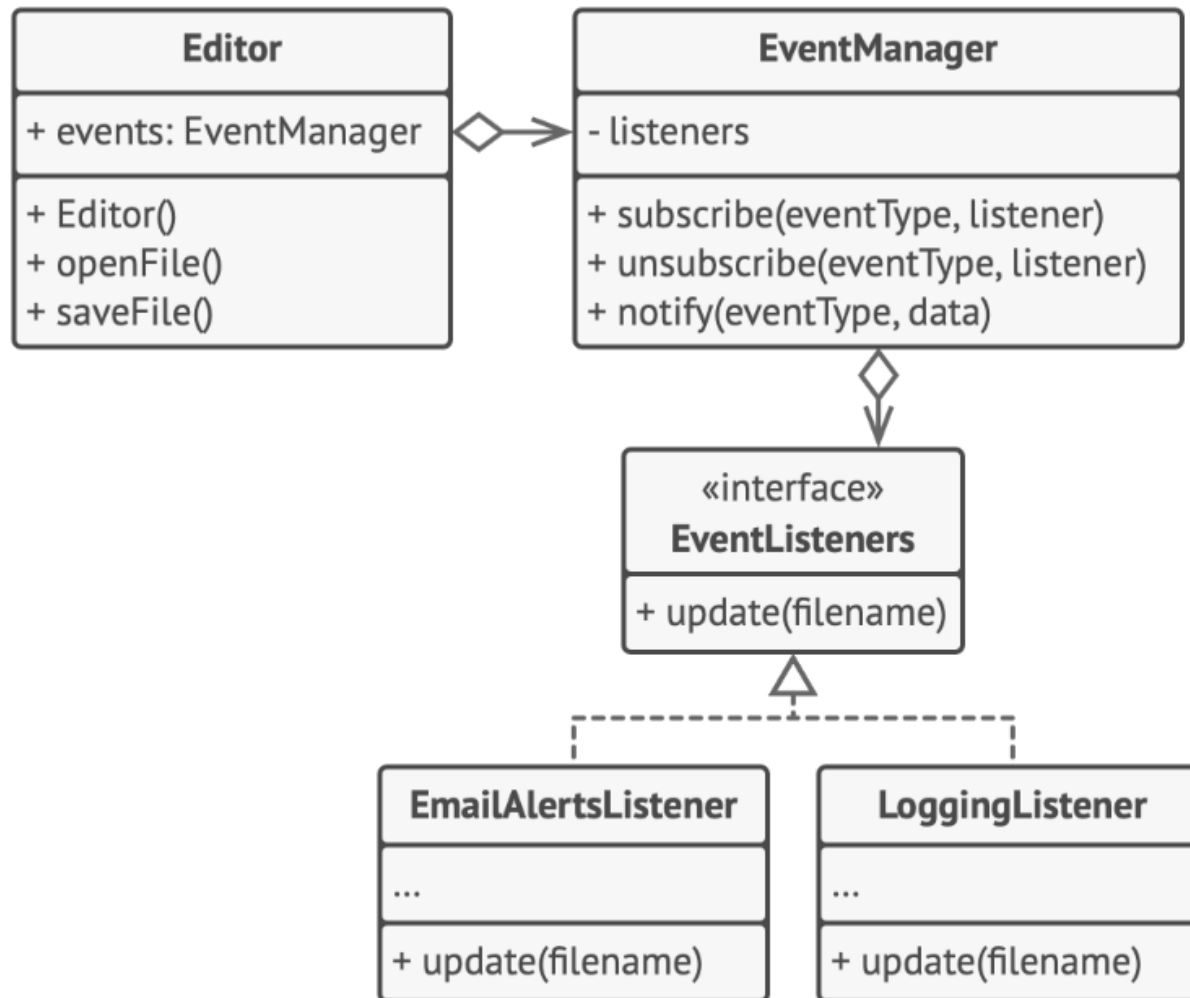 Editor
+ events: EventManager
+ Editor()
+ openFile()
+ saveFile()
EventManager
- listeners
+ subscribe(eventType, listener)
+ unsubscribe(eventType, listener)
+ notify(eventType, data)
«interface»
EventListeners
+ update(filename)
EmailAlertsListener
...
+ update(filename)
LoggingListener
...
+ update(filename)